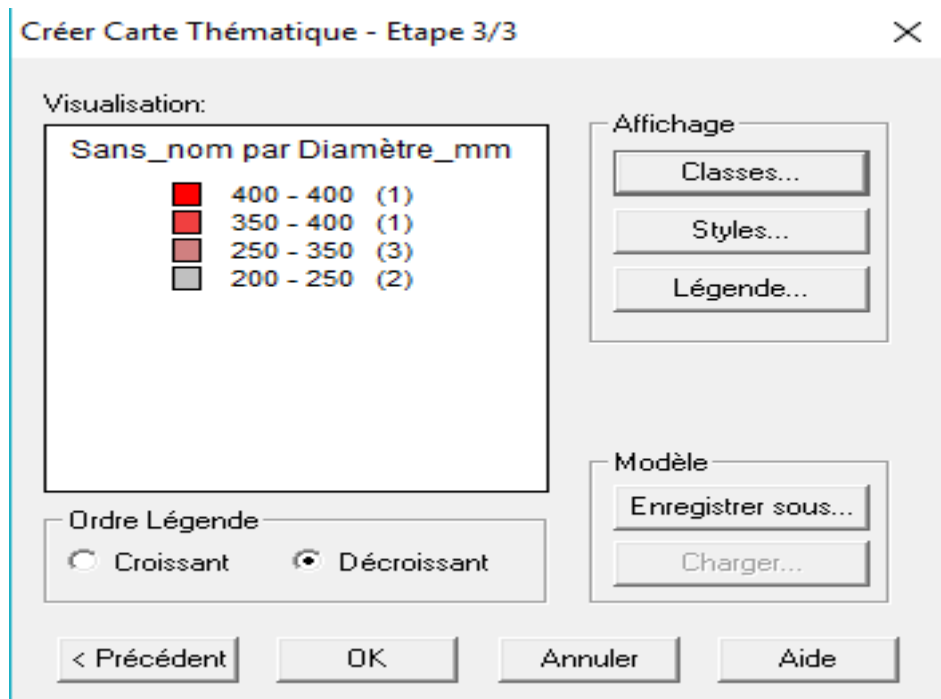 Créer Carte Thématique - Etape 3/3
Visualisation:
Sans_nom par Diamètre_mm
400 - 400 (1)
350 - 400 (1)
250 - 350 (3)
200 - 250 (2)
Affichage
Classes...
Styles...
Légende...
Ordre Légende
Croissant
Décroissant
Modèle
Enregistrer sous...
Charger...
< Précédent
OK
Annuler
Aide